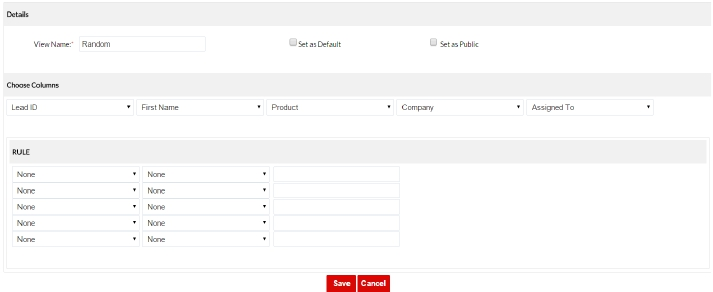 Details
View Name:* Random Set as Default Set as Public
Choose Columns
Lead ID First Name Product Company Assigned To
RULE
None None
None None
None None
None None
None None
Save Cancel